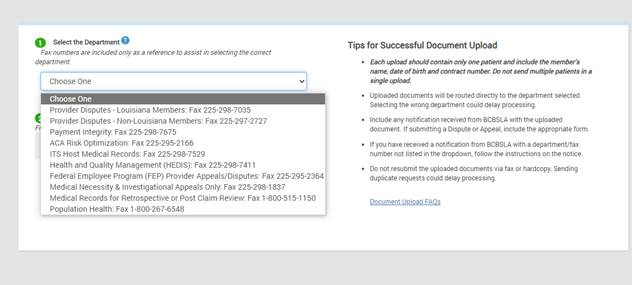 1 Select the Department ?
Fax numbers are included only as a reference to assist in selecting the correct
department.
Choose One
Choose One
Provider Disputes - Louisiana Members: Fax 225-298-7035
Provider Disputes - Non-Louisiana Members: Fax 225-297-2727
Payment Integrity: Fax 225-298-7675
ACA Risk Optimization: Fax 225-295-2166
ITS Host Medical Records: Fax 225-298-7529
Health and Quality Management (HEDIS): Fax 225-298-7411
Federal Employee Program (FEP) Provider Appeals/Disputes: Fax 225-295-2364
Medical Necessity & Investigational Appeals Only: Fax 225-298-1837
Medical Records for Retrospective or Post Claim Review: Fax 1-800-515-1150
Population Health: Fax 1-800-267-6548
Tips for Successful Document Upload
Each upload should contain only one patient and include the member's
name, date of birth and contract number. Do not send multiple patients in a
single upload.
Uploaded documents will be routed directly to the department selected.
Selecting the wrong department could delay processing.
Include any notification received from BCBSLA with the uploaded
document. If submitting a Dispute or Appeal, include the appropriate form.
If you have received a notification from BCBSLA with a department/fax
number not listed in the dropdown, follow the instructions on the notice.
Do not resubmit the uploaded documents via fax or hardcopy. Sending
duplicate requests could delay processing.
Document Upload FAQs